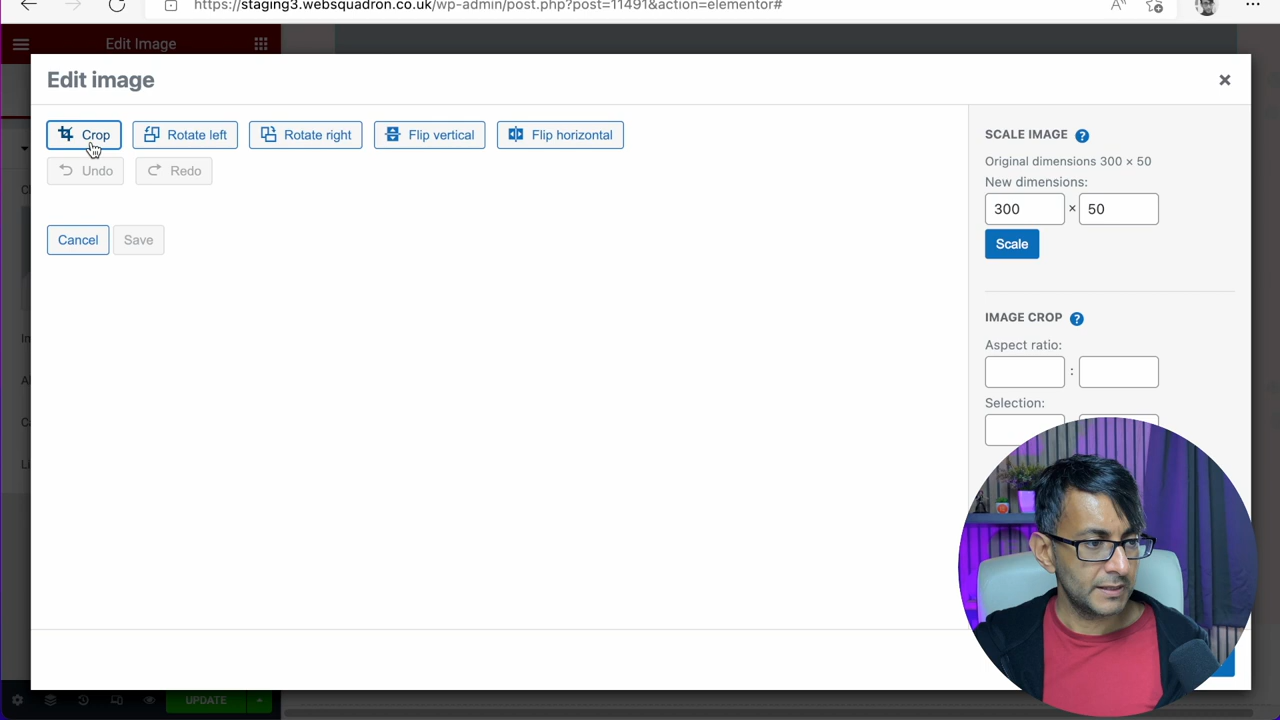 https://staging3.websquadron.co.uk/wp-admin/post.php?post=11491&action=elementor#
Edit Image
Edit image
Crop
Rotate left
Rotate right
Flip vertical
Flip horizontal
Undo
Redo
Cancel
Save
SCALE IMAGE
Original dimensions 300 × 50
New dimensions:
300 × 50
Scale
IMAGE CROP
Aspect ratio:
:
Selection:
UPDATE